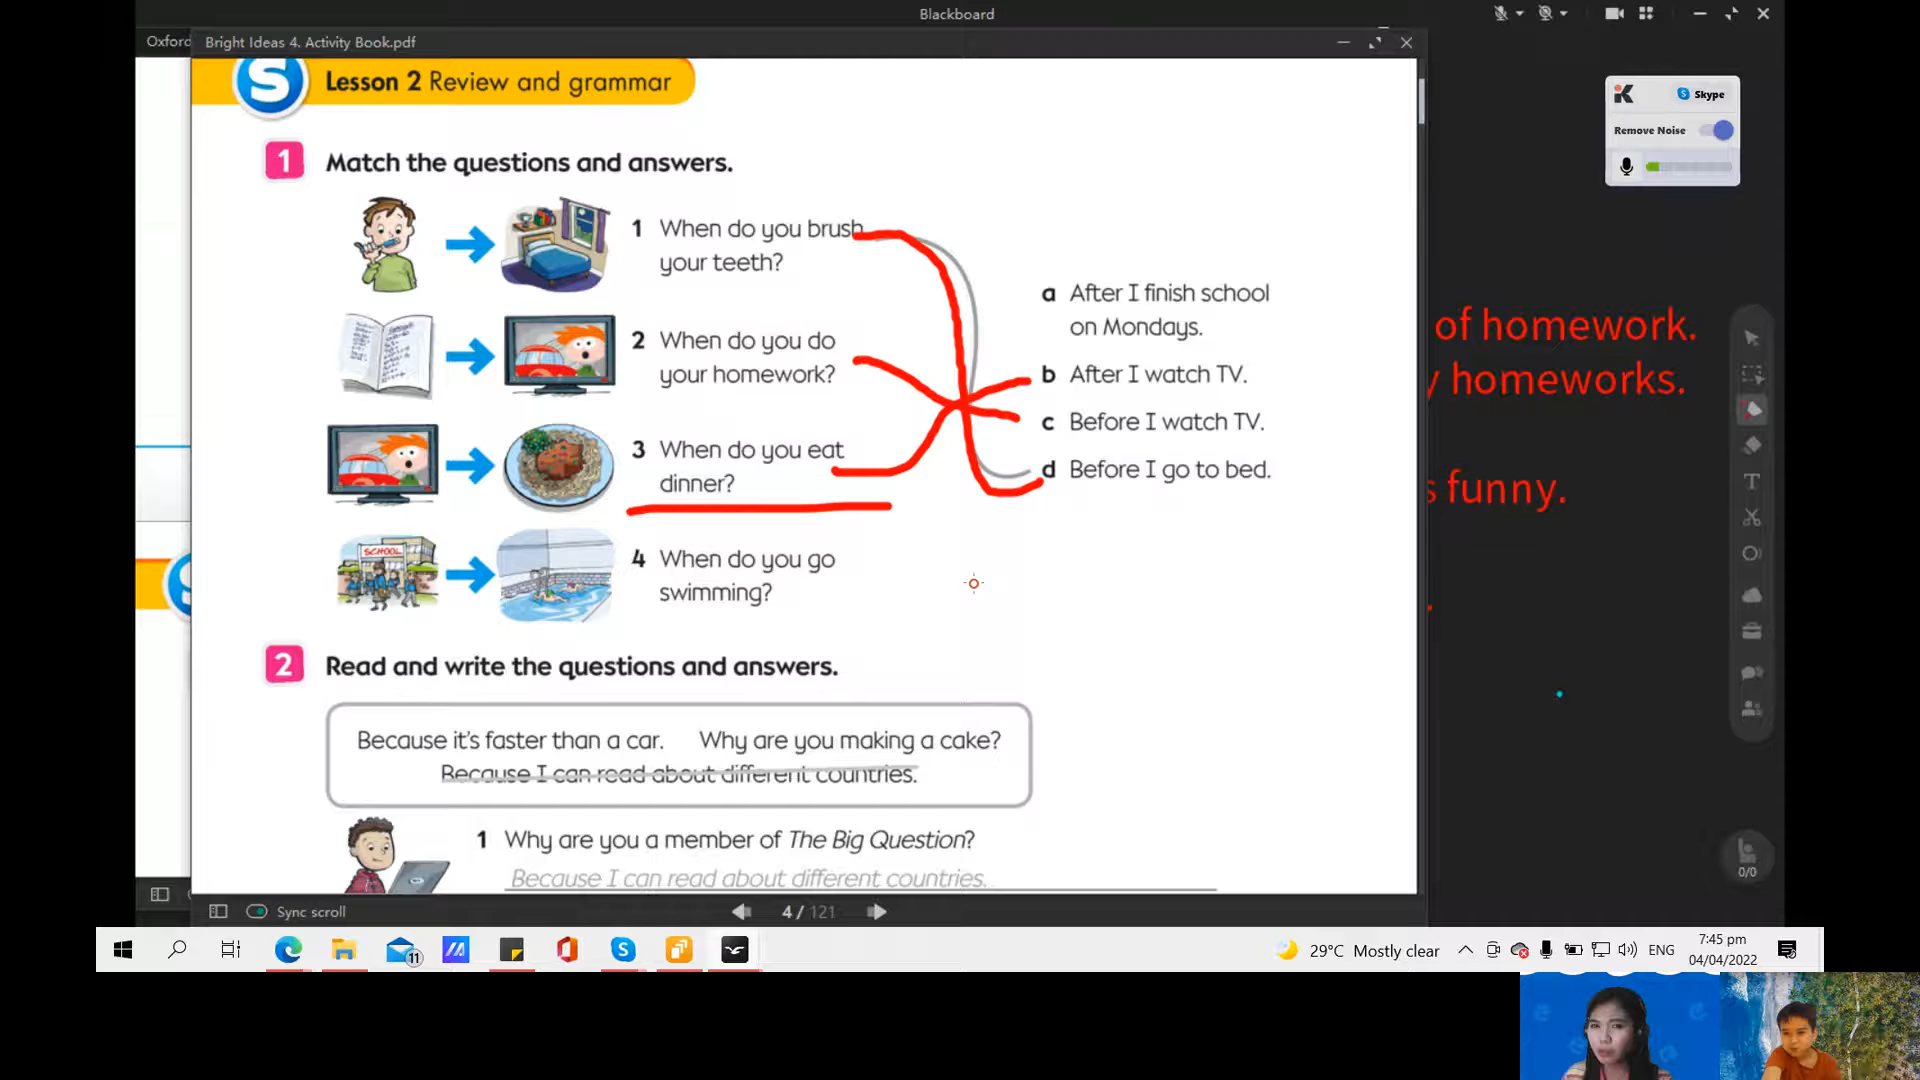 Blackboard
Oxford
Bright Ideas 4. Activity Book.pdf
S Lesson 2 Review and grammar
Skype
Remove Noise
1 Match the questions and answers.
1 When do you brush
your teeth?
a After I finish school
on Mondays.
of homework.
2 When do you do
your homework?
b After I watch TV.
homeworks.
c Before I watch TV.
3 When do you eat
dinner?
d Before I go to bed.
s funny.
SCHOOL
4 When do you go
swimming?
2 Read and write the questions and answers.
Because it's faster than a car. Why are you making a cake?
Because I can read about different countries.
1 Why are you a member of The Big Question?
Because I can read about different countries.
0/0
Sync scroll
4 / 121
11
29°C Mostly clear
ENG
7:45 pm
04/04/2022